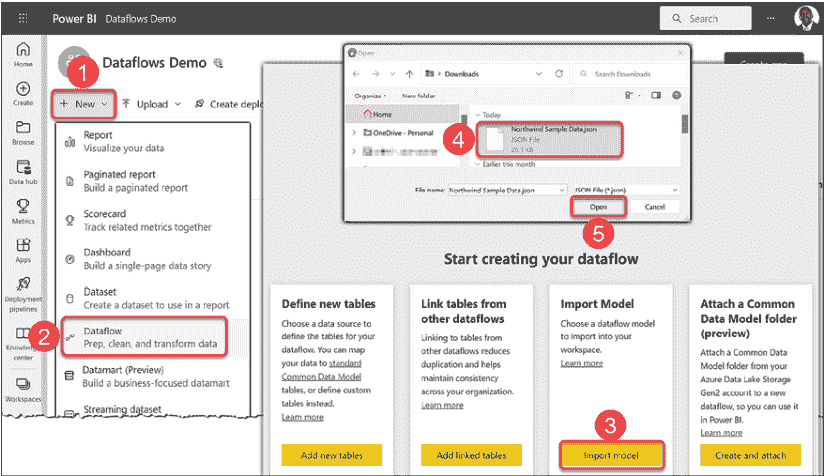 Power BI Dataflows Demo
Search
Home
Create
Browse
Data hub
Metrics
Apps
Deployment
pipelines
center
Workspaces
Dataflows Demo
1
New
Upload
Create
Report
Visualize your data
Paginated report
Build a paginated report
Scorecard
Track related metrics together
Dashboard
Build a single-page data story
Dataset
Create a dataset to use in a report
2
Dataflow
Prep, clean, and transform data
Datamart (Preview)
Build a business-focused datamart
Streaming dataset
Open
Downloads
Search Downloads
Organize
New folder
Home
OneDrive - Personal
Today
4
Northwind Sample Data.json
JSON File
Earlier this month
File name: Northwind Sample Data.json
JSON File (*.json)
Open
Cancel
5
Start creating your dataflow
Define new tables
Choose a data source
to define the tables for
your dataflow. You can
map your data to standard
Common Data Model
tables, or define custom
tables instead.
Learn more
Add new tables
Link tables from
other dataflows
Linking to tables from
other dataflows reduces
duplication and helps
maintain consistency
across your organization.
Learn more
Add linked tables
Import Model
Choose a dataflow model
to import into your
workspace.
Learn more
3
Import model
Attach a Common
Data Model folder
(preview)
Attach a Common Data
Model folder from your
Azure Data Lake Storage
Gen2 account to a new
dataflow, so you can use it
in Power BI.
Learn more
Create and attach